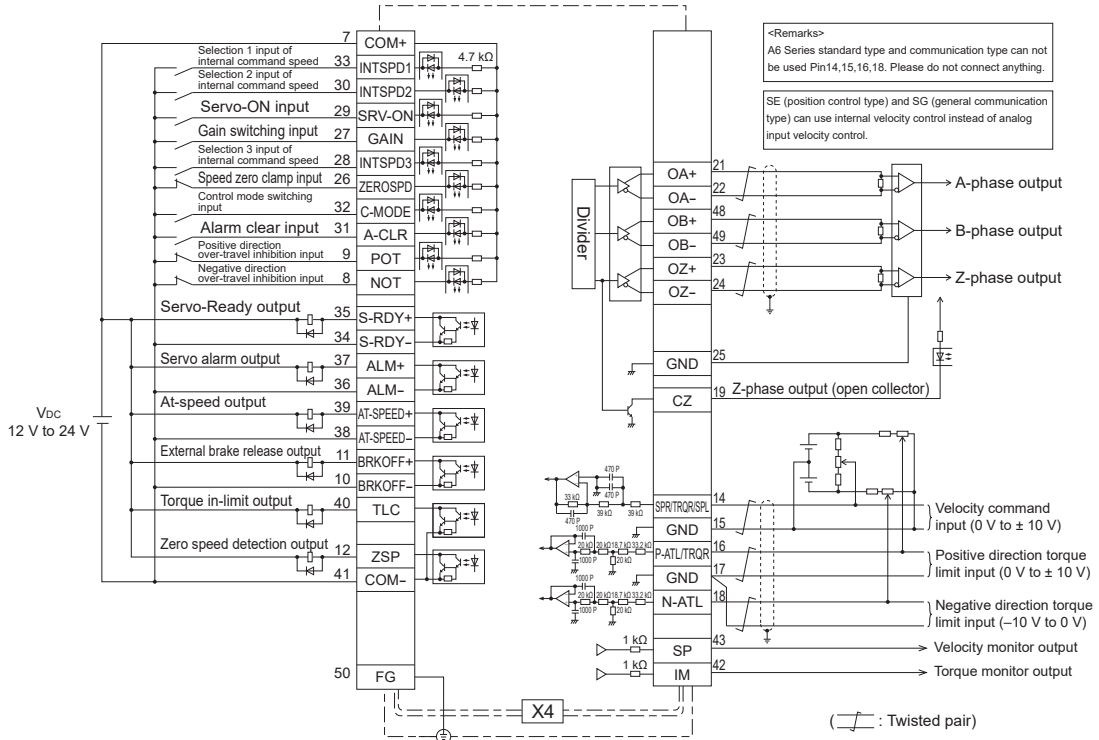 7 COM+
Selection 1 input of
internal command speed 33 INTSPD1 4.7 kΩ
Selection 2 input of
internal command speed 30 INTSPD2
Servo-ON input 29 SRV-ON
Gain switching input 27 GAIN
Selection 3 input of
internal command speed 28 INTSPD3
Speed zero clamp input 26 ZEROSPD
Control mode switching
input 32 C-MODE
Alarm clear input 31 A-CLR
Positive direction
over-travel inhibition input 9 POT
Negative direction
over-travel inhibition input 8 NOT
Servo-Ready output 35 S-RDY+
34 S-RDY–
Servo alarm output 37 ALM+
36 ALM–
At-speed output 39 AT-SPEED+
38 AT-SPEED–
External brake release output 11 BRKOFF+
10 BRKOFF–
Torque in-limit output 40 TLC
Zero speed detection output 12 ZSP
41 COM–
VDC
12 V to 24 V
50 FG
X4
<Remarks>
A6 Series standard type and communication type can not
be used Pin14,15,16,18. Please do not connect anything.
SE (position control type) and SG (general communication
type) can use internal velocity control instead of analog
input velocity control.
Divider
OA+ 21
OA– 22
A-phase output
OB+ 48
OB– 49
B-phase output
OZ+ 23
OZ– 24
Z-phase output
GND 25
CZ 19 Z-phase output (open collector)
470 P
470 P
33 kΩ
470 P
39 kΩ 39 kΩ
SPR/TRQR/SPL 14
GND 15
Velocity command
input (0 V to ± 10 V)
1000 P
20 kΩ 20 kΩ 18.7 kΩ 33.2 kΩ
1000 P 20 kΩ
P-ATL/TRQR 16
GND 17
Positive direction torque
limit input (0 V to ± 10 V)
1000 P
20 kΩ 20 kΩ 18.7 kΩ 33.2 kΩ
1000 P 20 kΩ
N-ATL 18
Negative direction torque
limit input (–10 V to 0 V)
1 kΩ SP 43 Velocity monitor output
1 kΩ IM 42 Torque monitor output
( : Twisted pair)